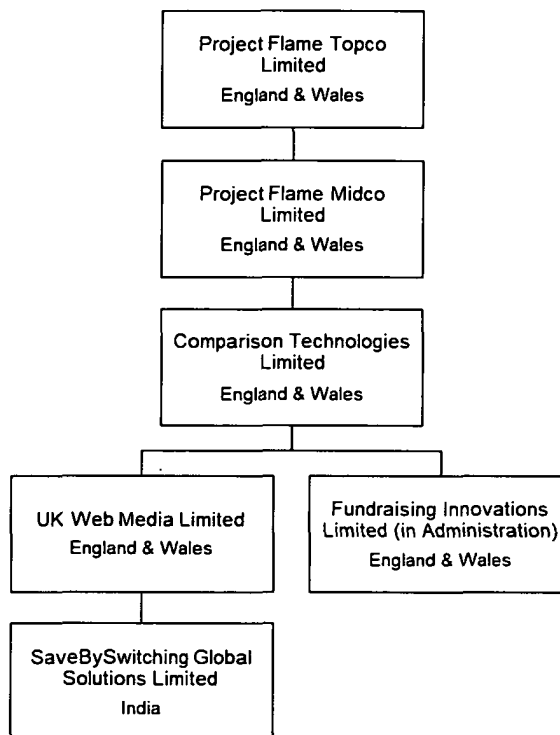 Project Flame Topco
Limited
England & Wales
Project Flame Midco
Limited
England & Wales
Comparison Technologies
Limited
England & Wales
UK Web Media Limited
England & Wales
Fundraising Innovations
Limited (in Administration)
England & Wales
SaveBySwitching Global
Solutions Limited
India